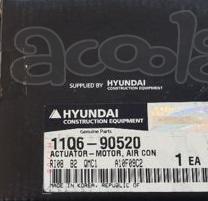 acools
SUPPLIED BY HYUNDAI
CONSTRUCTION EQUIPMENT
HYUNDAI
CONSTRUCTION EQUIPMENT
Genuine Parts
11Q6-90520
ACTUATOR-MOTOR, AIR CON
1 EA
MADE IN KOREA, REPUBLIC OF